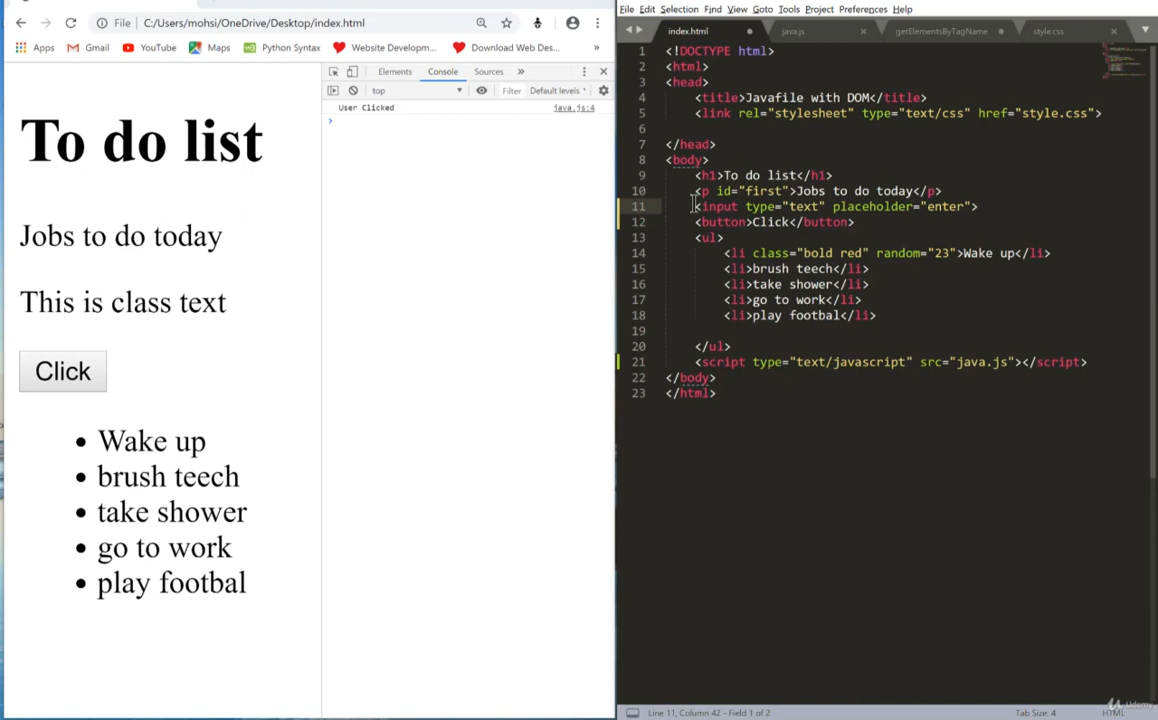 File C:/Users/mohsi/OneDrive/Desktop/index.html
Apps Gmail YouTube Maps Python Syntax Website Developm... Download Web Des... »
To do list
Jobs to do today
This is class text
Click
• Wake up
• brush teech
• take shower
• go to work
• play footbal
Elements Console Sources »
top Filter Default levels
User Clicked java.js:4
File Edit Selection Find View Goto Tools Project Preferences Help
index.html java.js getElementsByTagName style.css
1 <!DOCTYPE html>
2 <html>
3 <head>
4 <title>Javafile with DOM</title>
5 <link rel="stylesheet" type="text/css" href="style.css">
6
7 </head>
8 <body>
9 <h1>To do list</h1>
10 <p id="first">Jobs to do today</p>
11 <input type="text" placeholder="enter">
12 <button>Click</button>
13 <ul>
14 <li class="bold red" random="23">Wake up</li>
15 <li>brush teech</li>
16 <li>take shower</li>
17 <li>go to work</li>
18 <li>play footbal</li>
19
20 </ul>
21 <script type="text/javascript" src="java.js"></script>
22 </body>
23 </html>
Line 11, Column 42 - Field 1 of 2 Tab Size: 4 HTML
Udemy